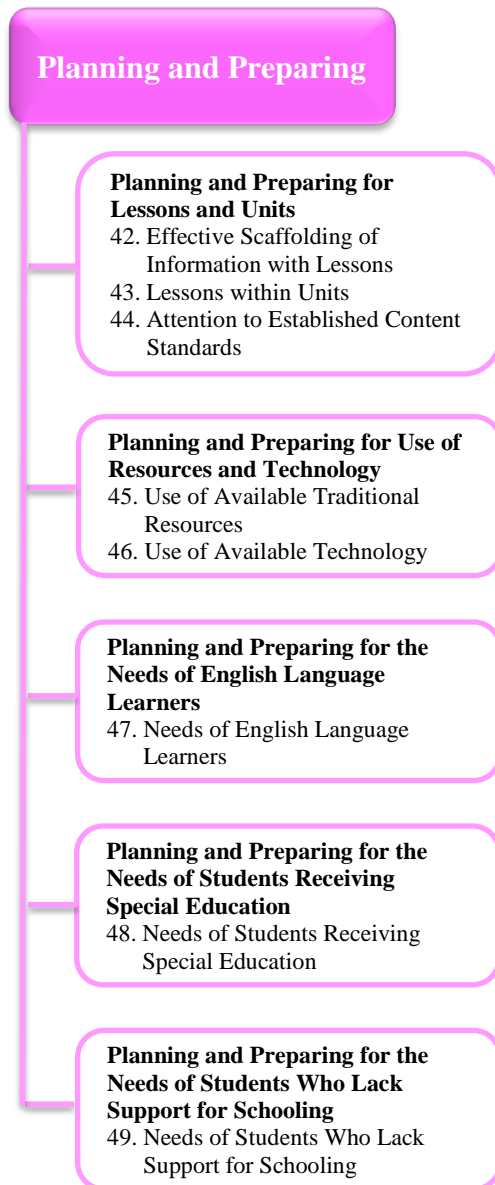 Planning and Preparing
Planning and Preparing for
Lessons and Units
42. Effective Scaffolding of
Information with Lessons
43. Lessons within Units
44. Attention to Established Content
Standards
Planning and Preparing for Use of
Resources and Technology
45. Use of Available Traditional
Resources
46. Use of Available Technology
Planning and Preparing for the
Needs of English Language
Learners
47. Needs of English Language
Learners
Planning and Preparing for the
Needs of Students Receiving
Special Education
48. Needs of Students Receiving
Special Education
Planning and Preparing for the
Needs of Students Who Lack
Support for Schooling
49. Needs of Students Who Lack
Support for Schooling